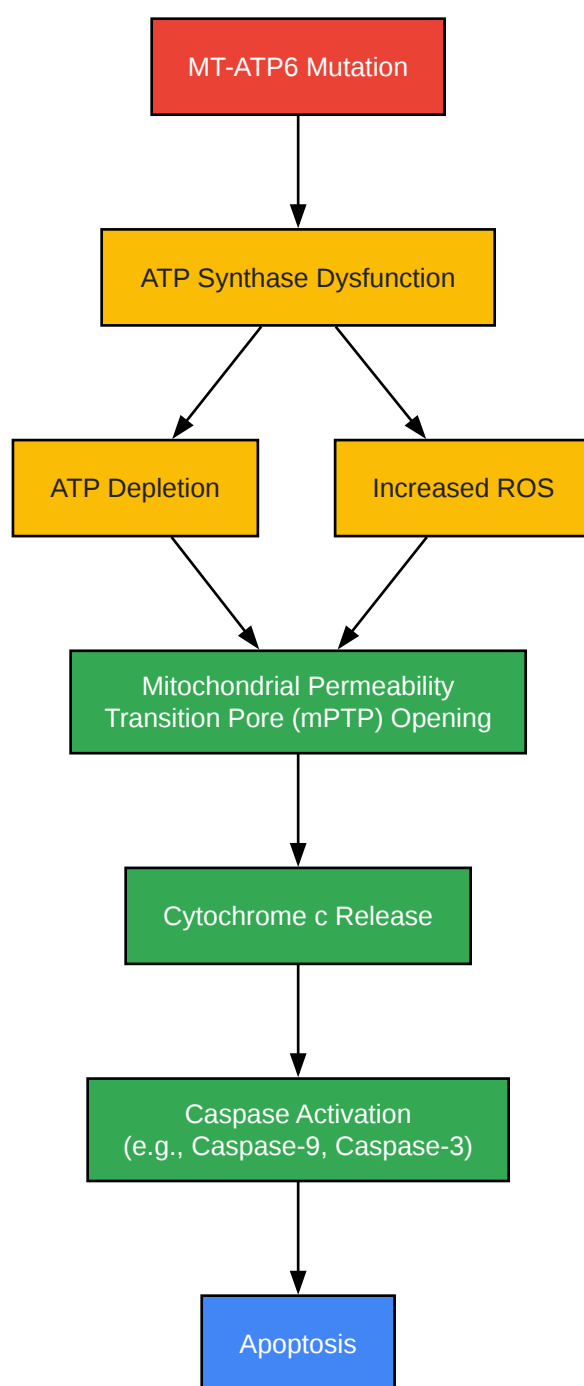 MT-ATP6 Mutation
ATP Synthase Dysfunction
ATP Depletion
Increased ROS
Mitochondrial Permeability
Transition Pore (mPTP) Opening
Cytochrome c Release
Caspase Activation
(e.g., Caspase-9, Caspase-3)
Apoptosis